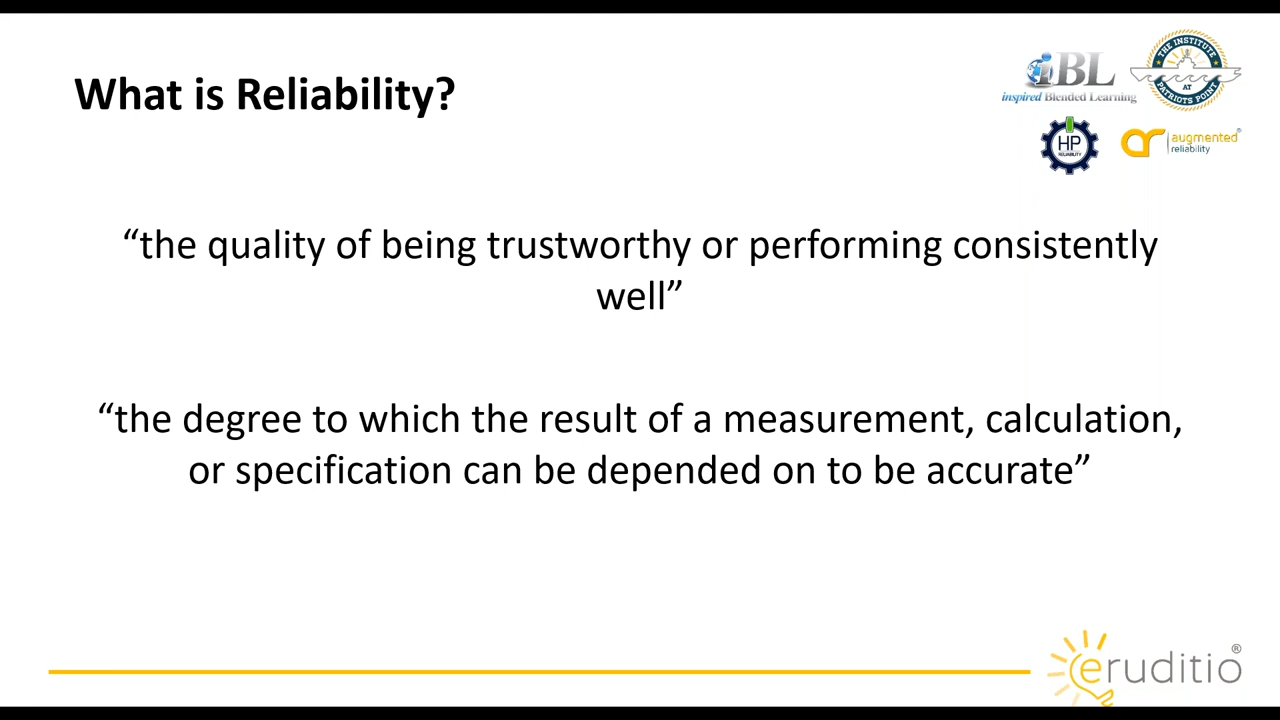 What is Reliability?
iBL
inspired Blended Learning
THE INSTITUTE
AT
PATRIOTS POINT
HP
RELIABILITY
ar augmented®
reliability
“the quality of being trustworthy or performing consistently
well”
“the degree to which the result of a measurement, calculation,
or specification can be depended on to be accurate”
eruditio®